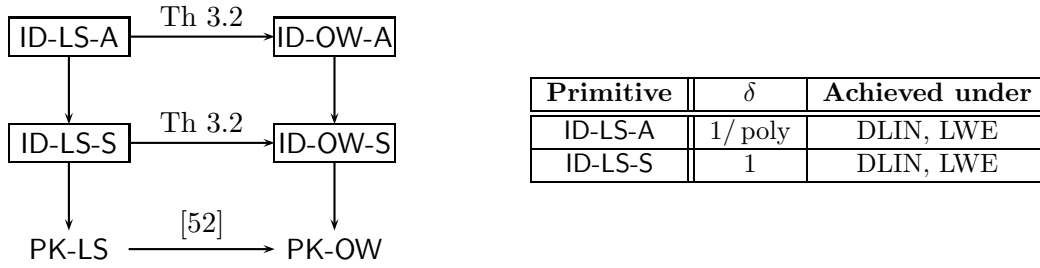 Th 3.2
ID-LS-A ID-OW-A
Th 3.2
ID-LS-S ID-OW-S
[52]
PK-LS PK-OW
Primitive δ Achieved under
ID-LS-A 1/ poly DLIN, LWE
ID-LS-S 1 DLIN, LWE